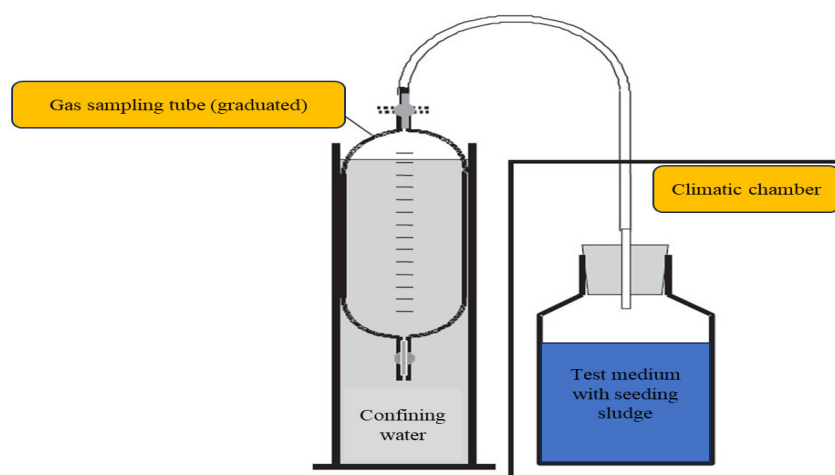 Gas sampling tube (graduated)
Climatic chamber
Test medium
with seeding
sludge
Confining
water